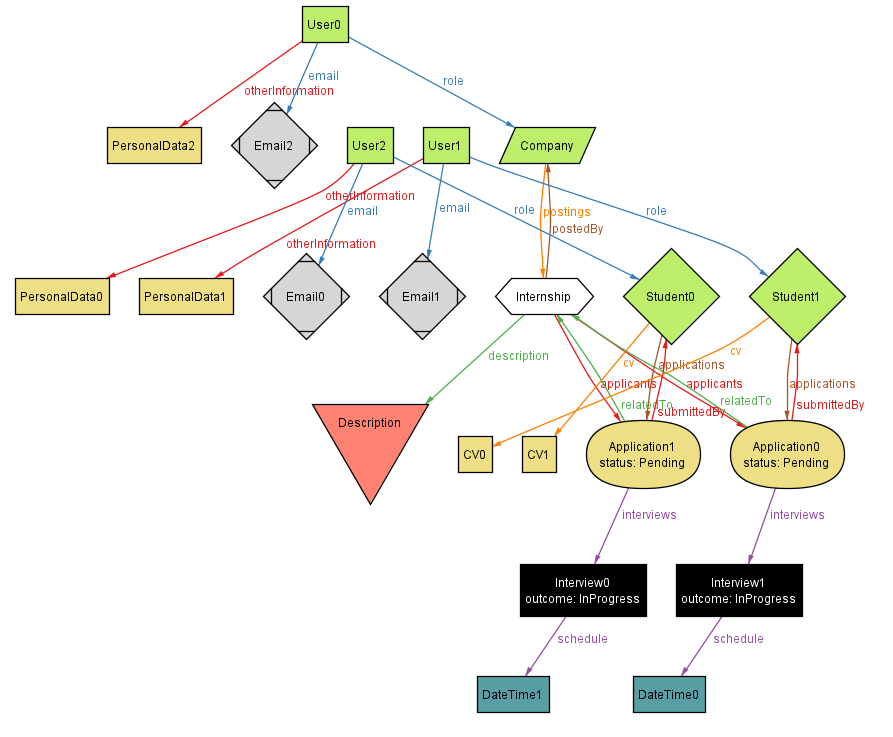 User0
email
role
otherInformation
PersonalData2
Email2
User2
User1
Company
otherInformation
email
email
role
postings
role
postedBy
otherInformation
PersonalData0
PersonalData1
Email0
Email1
Internship
Student0
Student1
description
cv
applications
cv
applicants
applicants
applications
relatedTo
submittedBy
relatedTo
submittedBy
Description
CV0
CV1
Application1
status: Pending
Application0
status: Pending
interviews
interviews
Interview0
outcome: InProgress
Interview1
outcome: InProgress
schedule
schedule
DateTime1
DateTime0